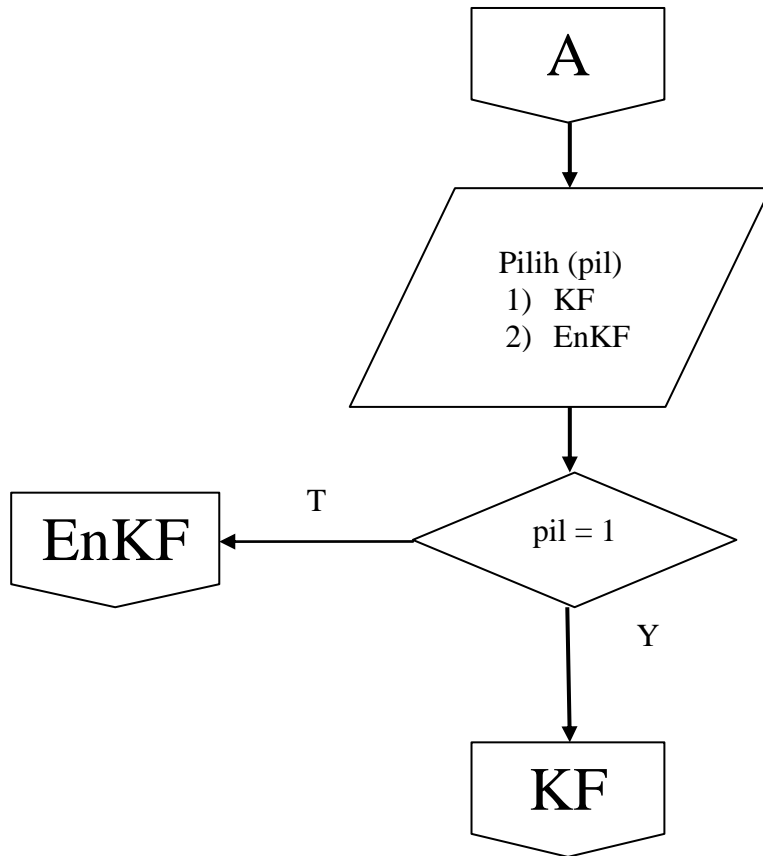 A
Pilih (pil)
1) KF
2) EnKF
T
EnKF
pil = 1
Y
KF